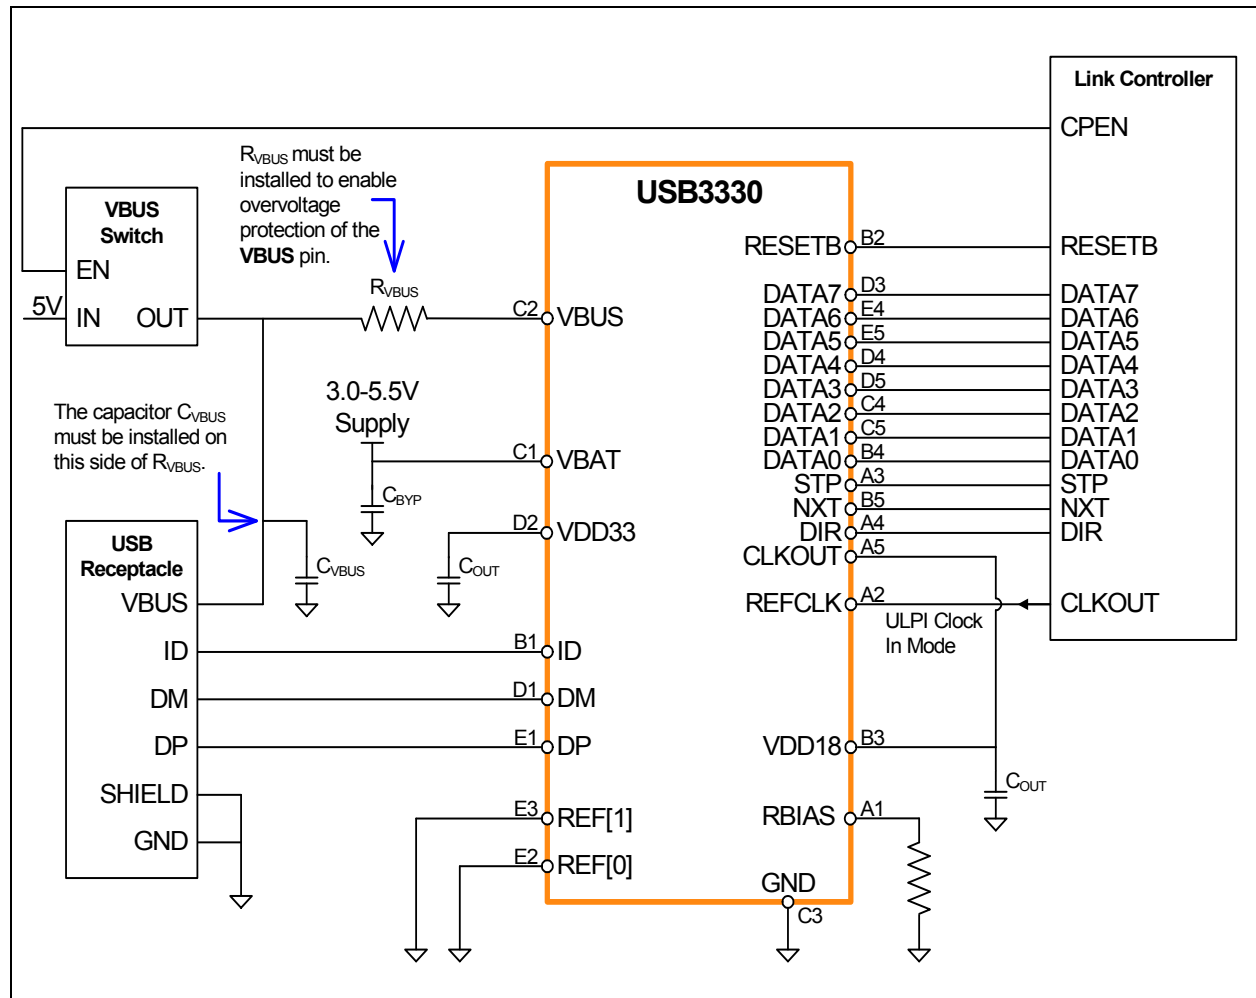 Link Controller
CPEN
RVBUS must be
installed to enable
overvoltage
protection of the
VBUS pin.
VBUS
Switch
EN
5V
IN
OUT
RVBUS
USB3330
C2
VBUS
RESETB
B2
RESETB
DATA7
D3
DATA7
DATA6
E4
DATA6
DATA5
E5
DATA5
DATA4
D4
DATA4
DATA3
D5
DATA3
DATA2
C4
DATA2
DATA1
C5
DATA1
DATA0
B4
DATA0
STP
A3
STP
NXT
B5
NXT
DIR
A4
DIR
CLKOUT
A5
REFCLK
A2
CLKOUT
ULPI Clock
In Mode
3.0-5.5V
Supply
C1
VBAT
CBYP
The capacitor CVBUS
must be installed on
this side of RVBUS.
D2
VDD33
COUT
CVBUS
USB
Receptacle
VBUS
ID
B1
ID
DM
D1
DM
DP
E1
DP
SHIELD
GND
VDD18
B3
COUT
E3
REF[1]
E2
REF[0]
RBIAS
A1
GND
C3